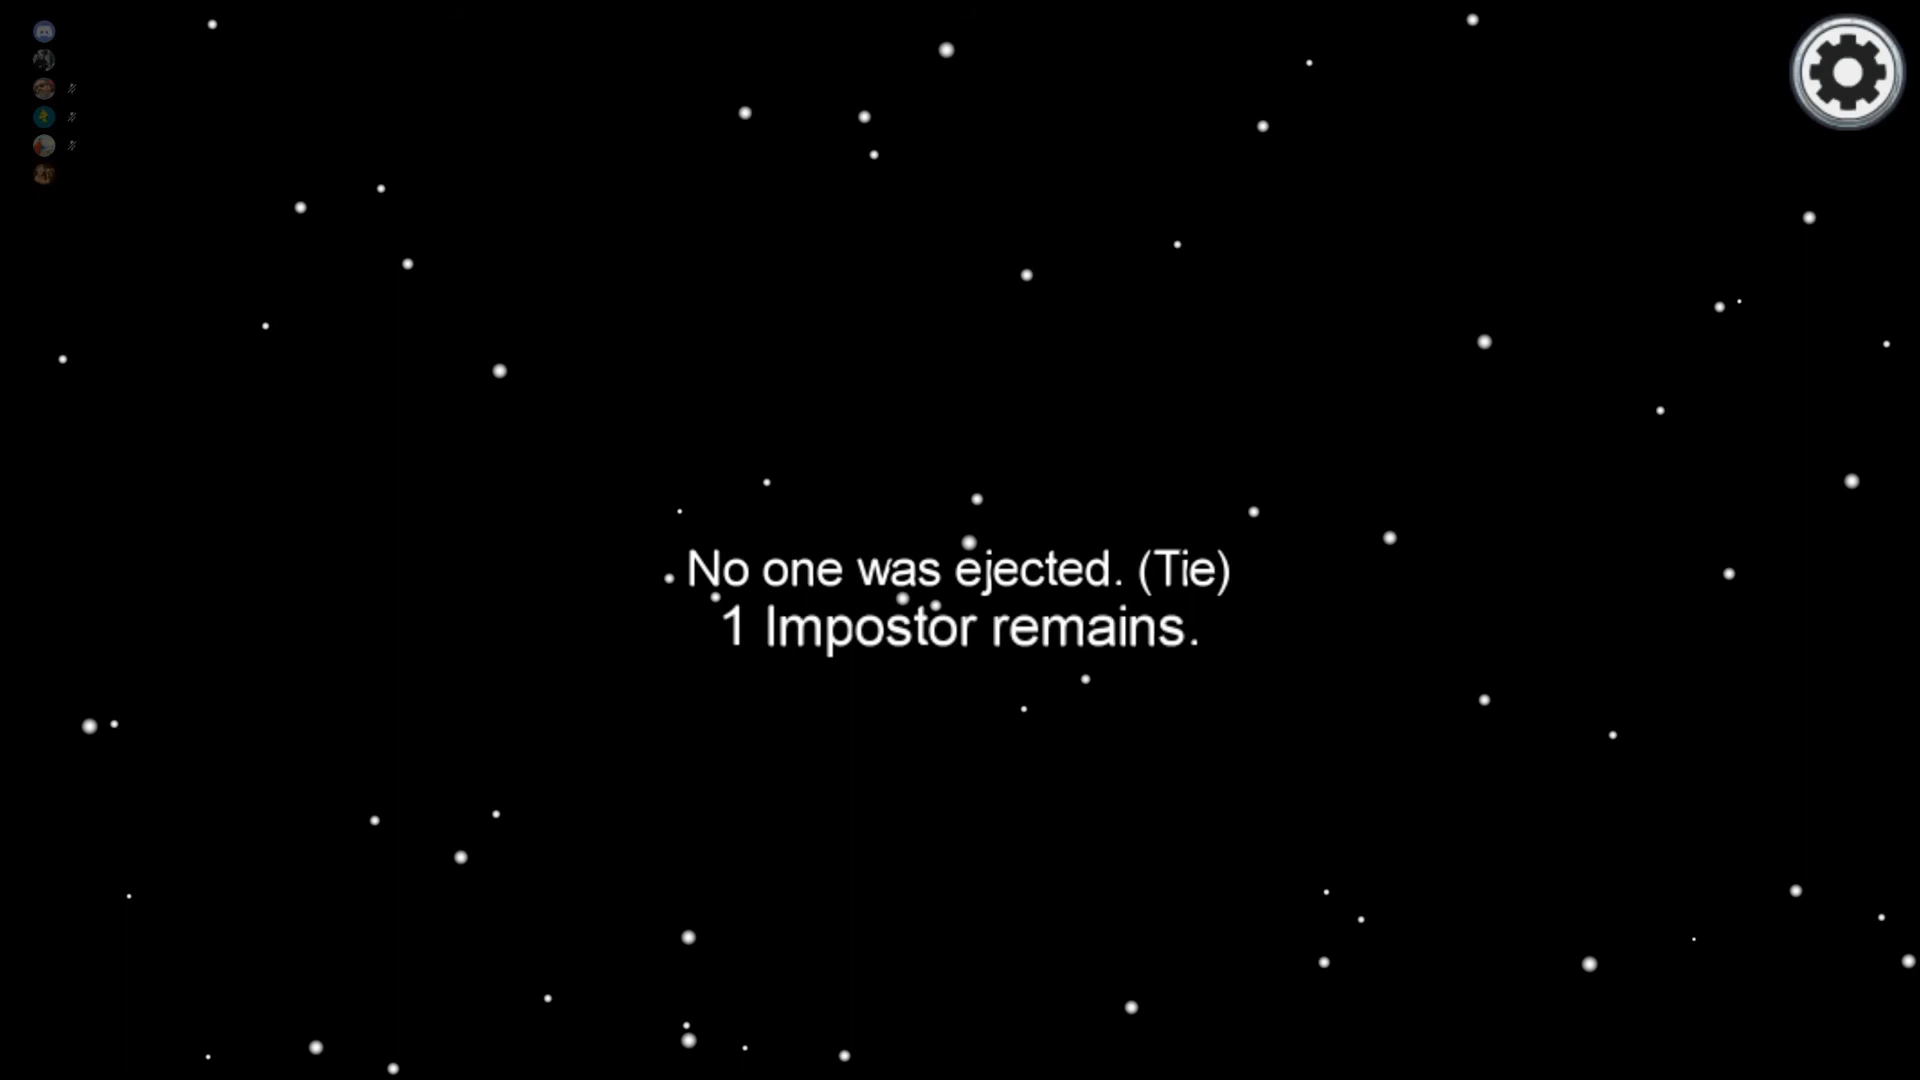 No one was ejected. (Tie)
1 Impostor remains.